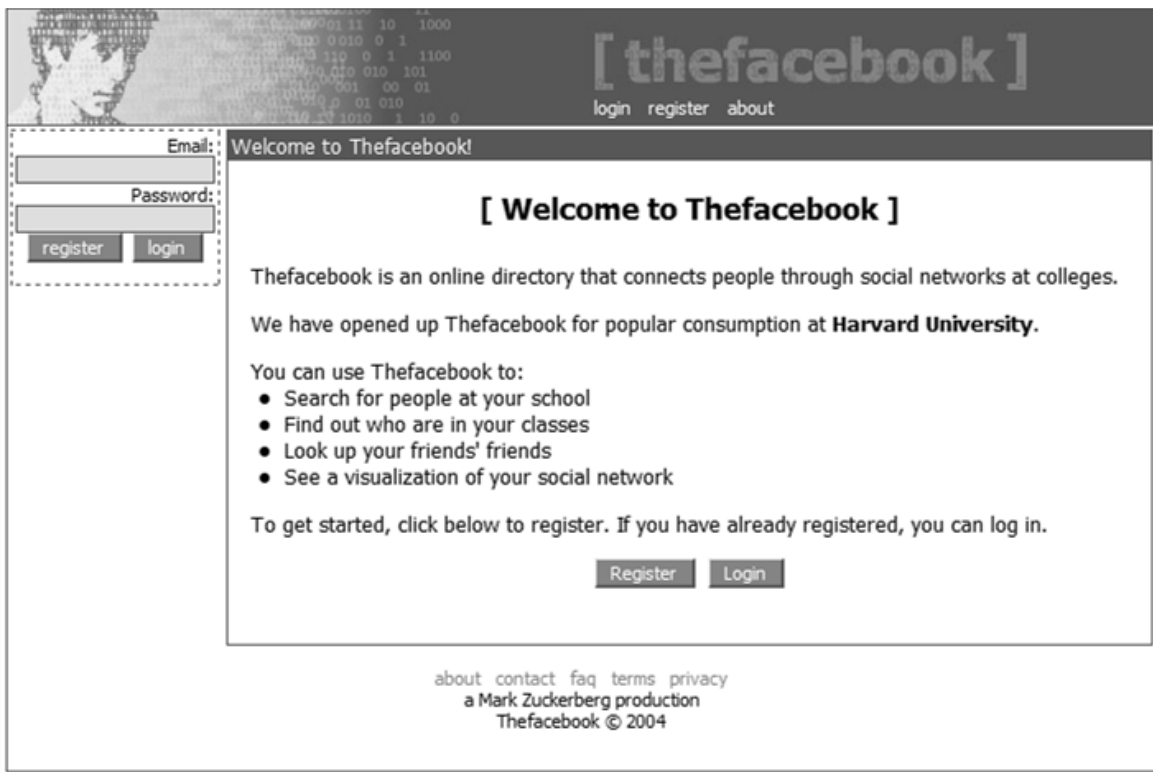 [ thefacebook ]
login register about
Email:
Password:
register login
Welcome to Thefacebook!
[ Welcome to Thefacebook ]
Thefacebook is an online directory that connects people through social networks at colleges.
We have opened up Thefacebook for popular consumption at Harvard University.
You can use Thefacebook to:
● Search for people at your school
● Find out who are in your classes
● Look up your friends' friends
● See a visualization of your social network
To get started, click below to register. If you have already registered, you can log in.
Register Login
about contact faq terms privacy
a Mark Zuckerberg production
Thefacebook © 2004